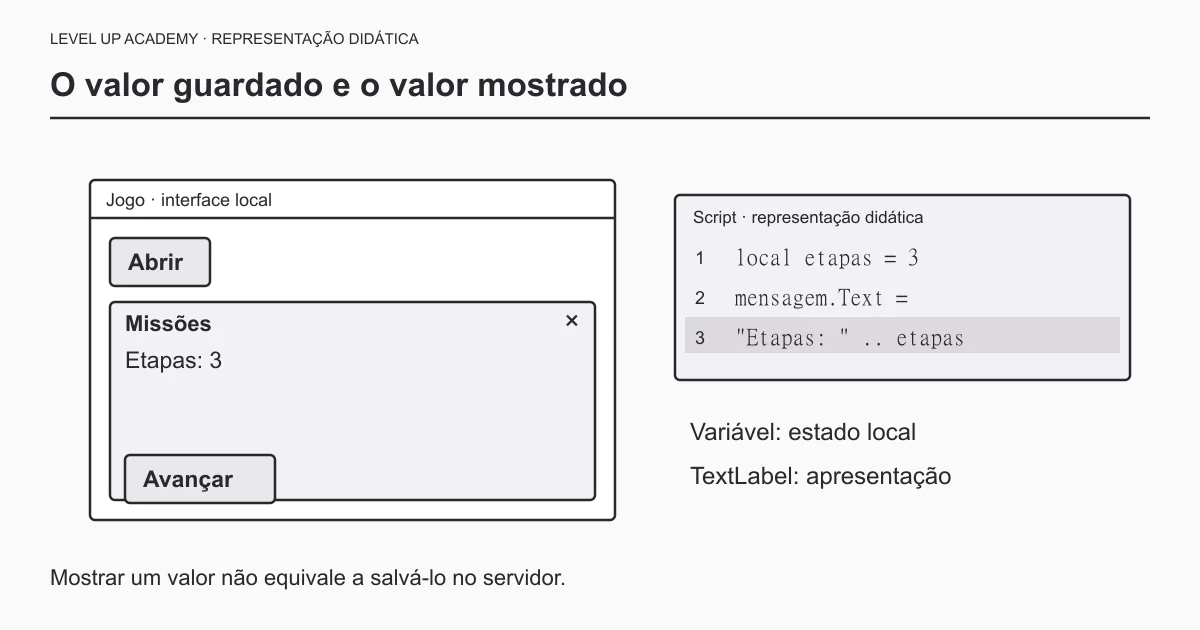 LEVEL UP ACADEMY · REPRESENTAÇÃO DIDÁTICA
O valor guardado e o valor mostrado
Jogo · interface local
Abrir
Missões ×
Etapas: 3
Avançar
Script · representação didática
1 local etapas = 3
2 mensagem.Text =
3 "Etapas: " .. etapas
Variável: estado local
TextLabel: apresentação
Mostrar um valor não equivale a salvá-lo no servidor.